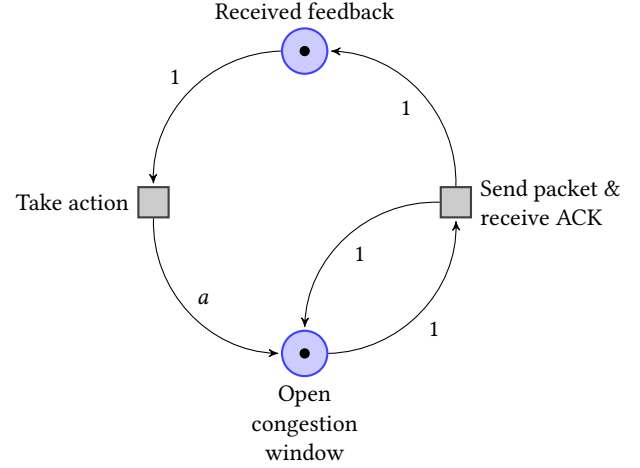 Received feedback
1
1
Take action
Send packet &
receive ACK
1
a
1
Open
congestion
window